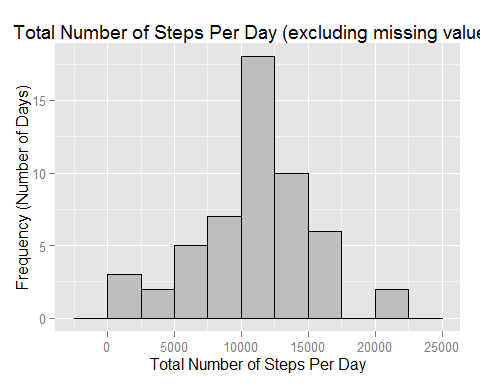 Total Number of Steps Per Day (excluding missing value
Frequency (Number of Days)
15
10
5
0
0 5000 10000 15000 20000 25000
Total Number of Steps Per Day